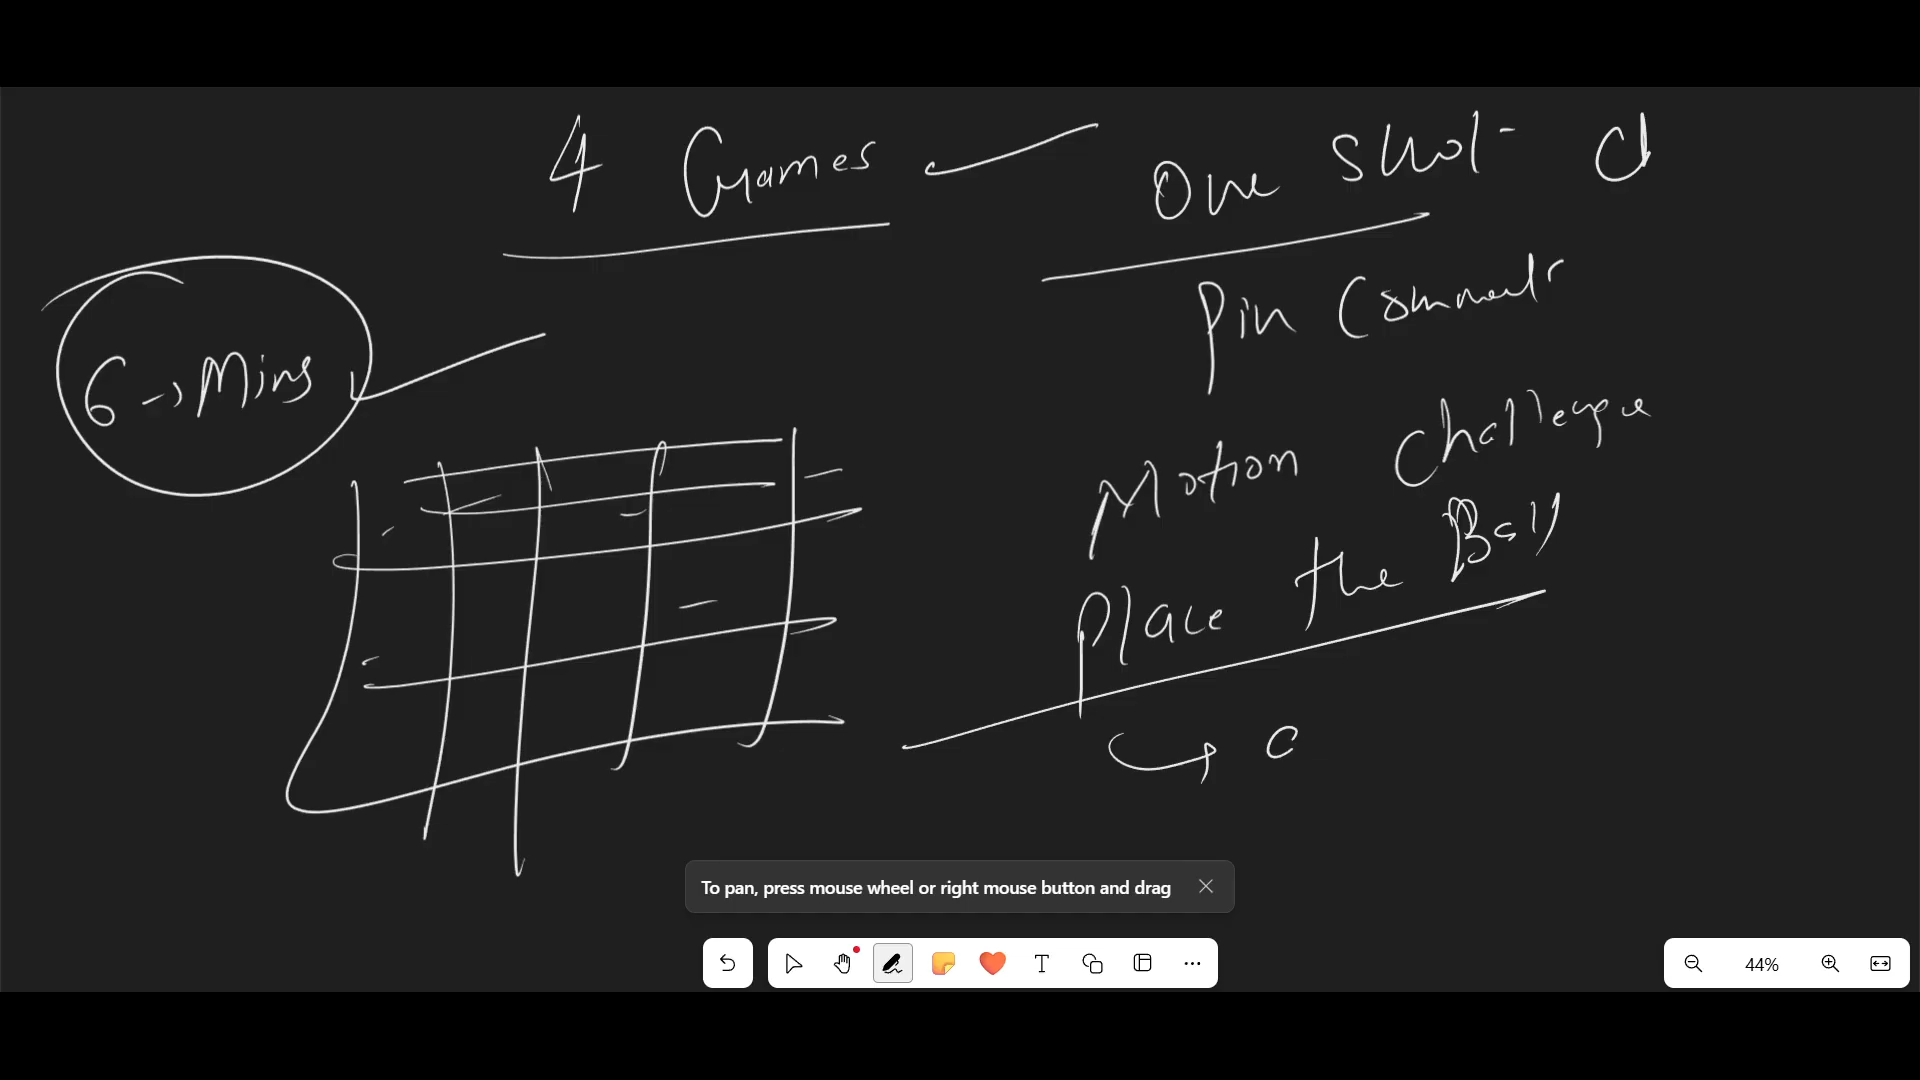 4 Games
One Shot
Pin Comment
6 → Mins
Motion Challenge
Place the Ball
To pan, press mouse wheel or right mouse button and drag
44%